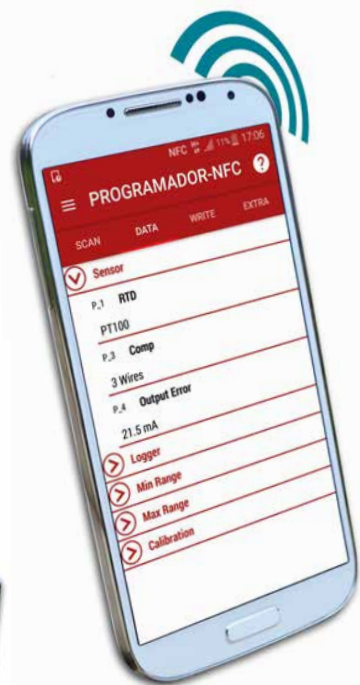 NFC 11% 17:06
PROGRAMADOR-NFC ?
SCAN DATA WRITE EXTRA
Sensor
P_1 RTD
PT100
P_3 Comp
3 Wires
P_4 Output Error
21.5 mA
Logger
Min Range
Max Range
Calibration